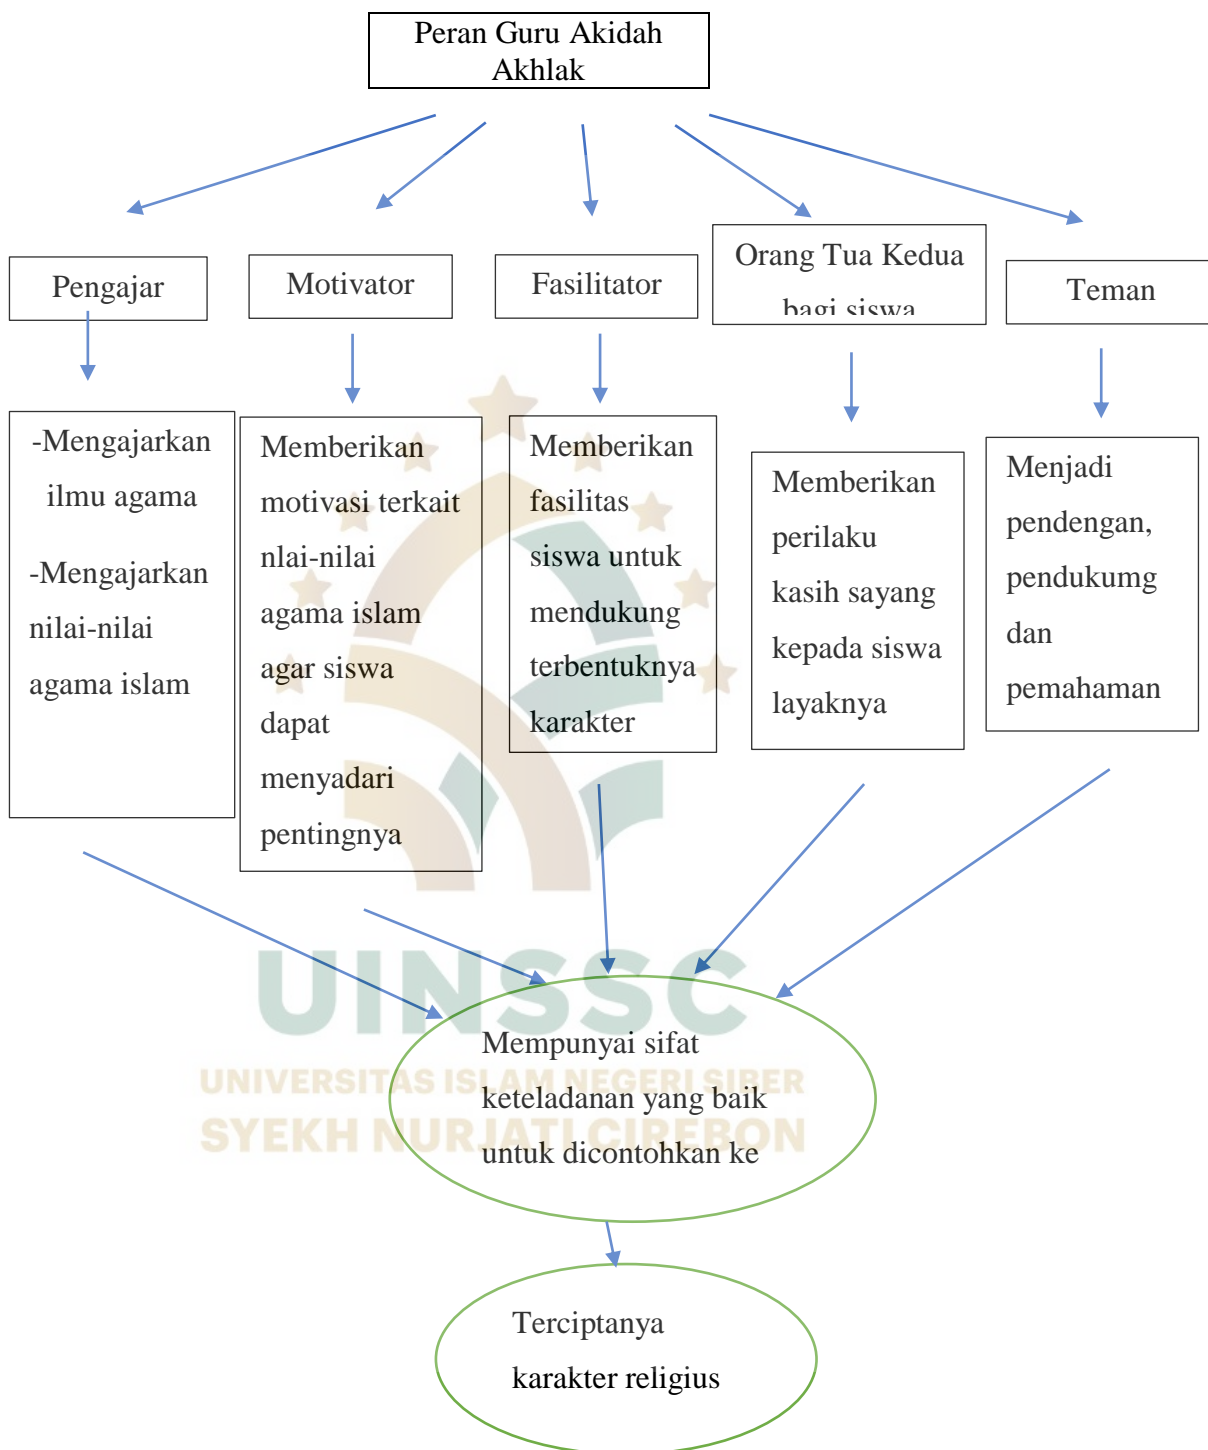 Peran Guru Akidah
Akhlak
Pengajar
Motivator
Fasilitator
Orang Tua Kedua
bagi siswa
Teman
-Mengajarkan
ilmu agama
-Mengajarkan
nilai-nilai
agama islam
Memberikan
motivasi terkait
nlai-nilai
agama islam
agar siswa
dapat
menyadari
pentingnya
Memberikan
fasilitas
siswa untuk
mendukung
terbentuknya
karakter
Memberikan
perilaku
kasih sayang
kepada siswa
layaknya
Menjadi
pendengan,
pendukumg
dan
pemahaman
UINSSC
UNIVERSITAS ISLAM NEGERI SIBER
SYEKH NURJATI CIREBON
Mempunyai sifat
keteladanan yang baik
untuk dicontohkan ke
Terciptanya
karakter religius